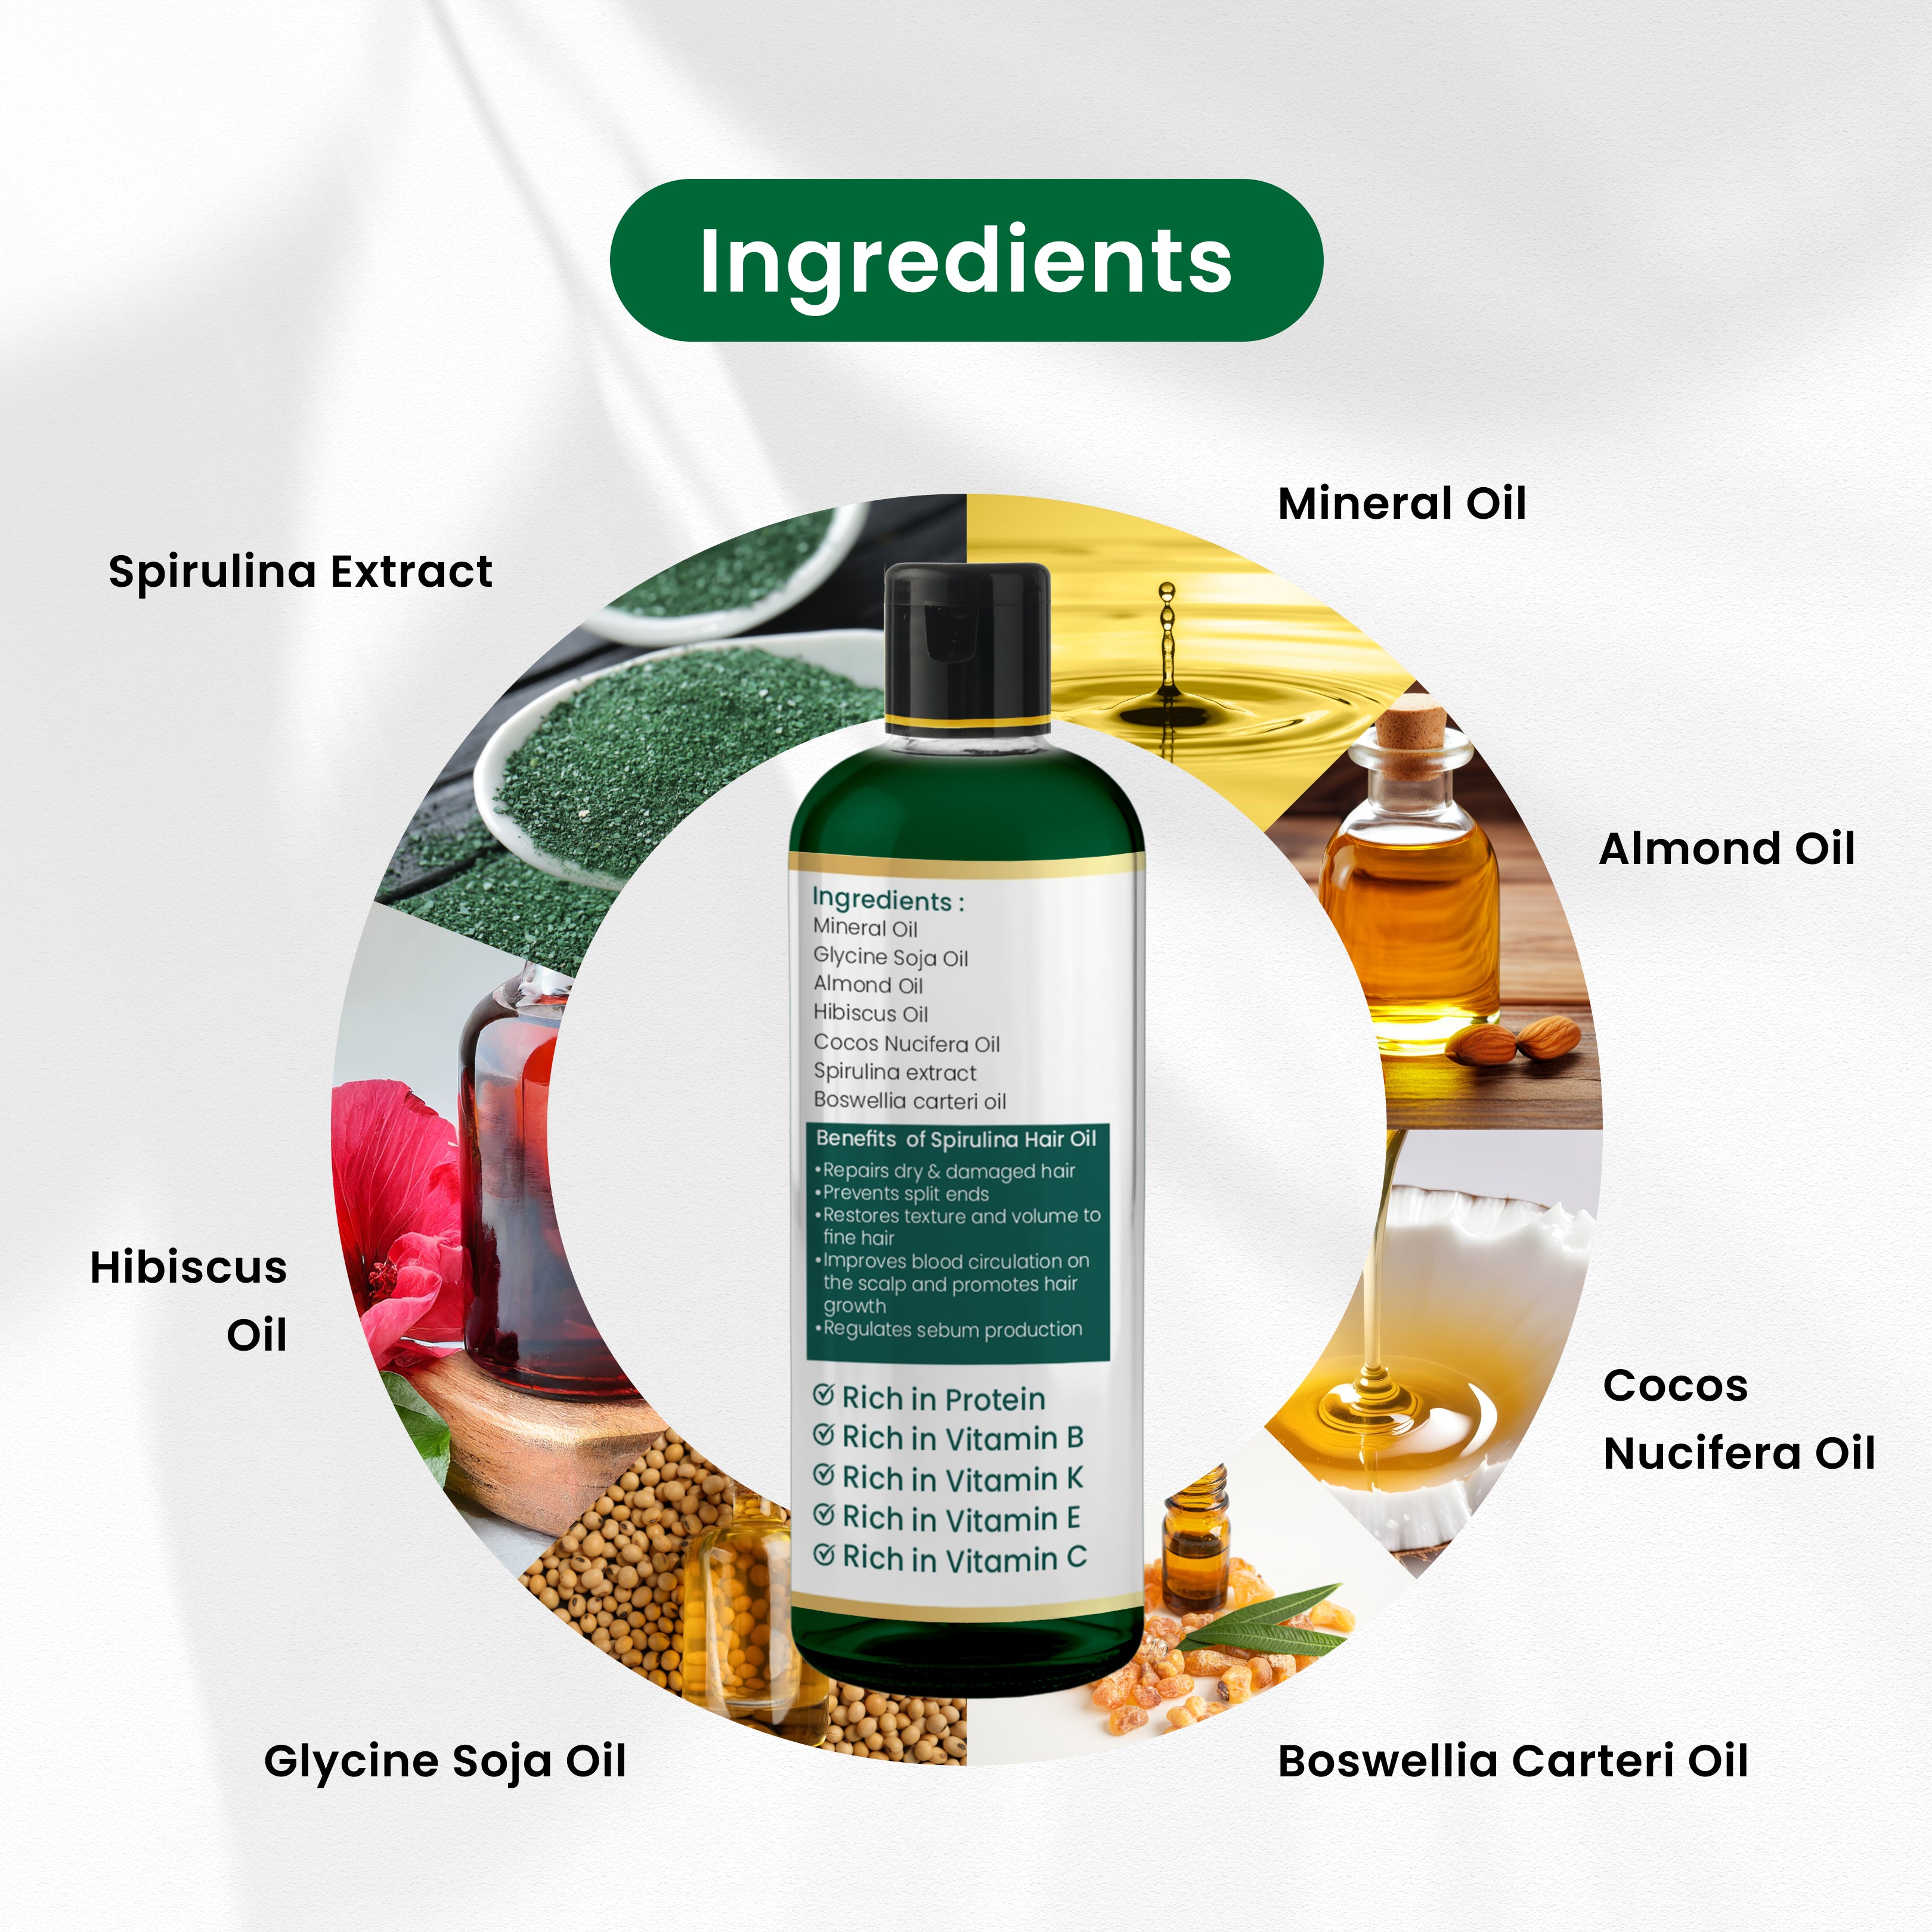 Ingredients
Mineral Oil
Spirulina Extract
Almond Oil
Ingredients :
Mineral Oil
Glycine Soja Oil
Almond Oil
Hibiscus Oil
Cocos Nucifera Oil
Spirulina extract
Boswellia carteri oil
Benefits of Spirulina Hair Oil
•Repairs dry & damaged hair
•Prevents split ends
•Restores texture and volume to
fine hair
•Improves blood circulation on
the scalp and promotes hair
growth
•Regulates sebum production
Rich in Protein
Rich in Vitamin B
Rich in Vitamin K
Rich in Vitamin E
Rich in Vitamin C
Hibiscus
Oil
Cocos
Nucifera Oil
Glycine Soja Oil
Boswellia Carteri Oil